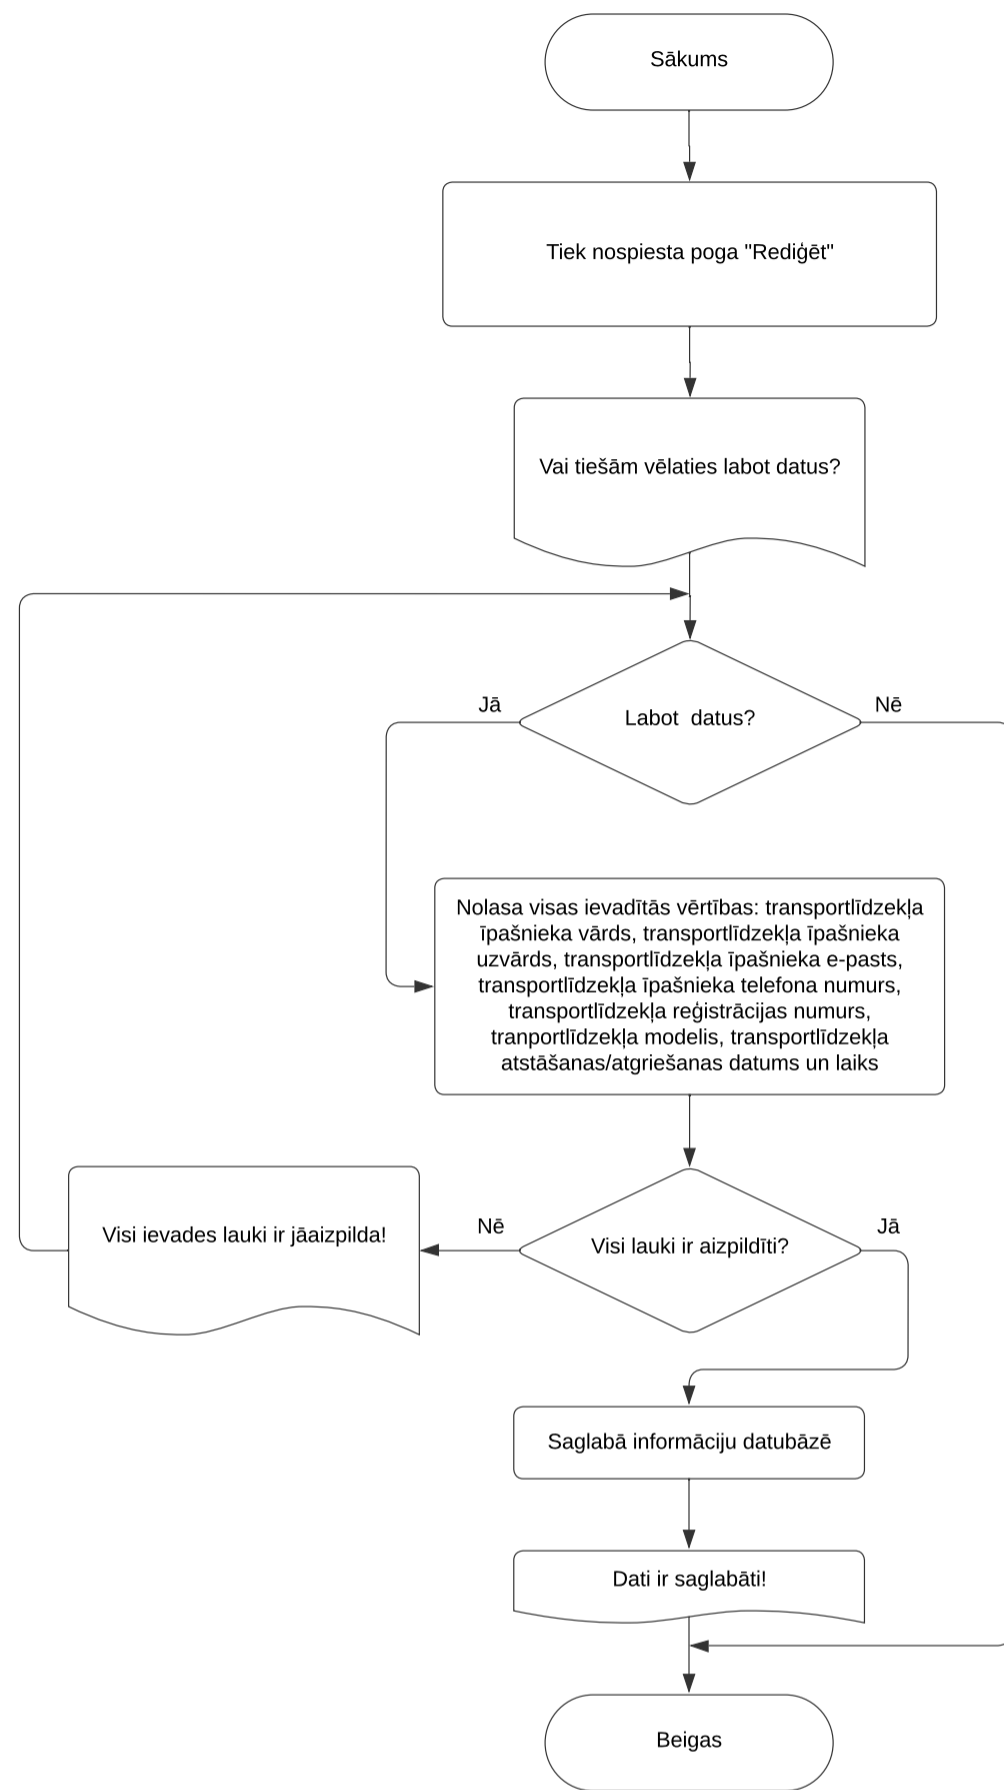 Sākums
Tiek nospiesta poga "Rediģēt"
Vai tiešām vēlaties labot datus?
Jā
Labot  datus?
Nē
Nolasa visas ievadītās vērtības: transportlīdzekļa
īpašnieka vārds, transportlīdzekļa īpašnieka
uzvārds, transportlīdzekļa īpašnieka e-pasts,
transportlīdzekļa īpašnieka telefona numurs,
transportlīdzekļa reģistrācijas numurs,
tranportlīdzekļa modelis, transportlīdzekļa
atstāšanas/atgriešanas datums un laiks
Visi ievades lauki ir jāaizpilda!
Nē
Visi lauki ir aizpildīti?
Jā
Saglabā informāciju datubāzē
Dati ir saglabāti!
Beigas